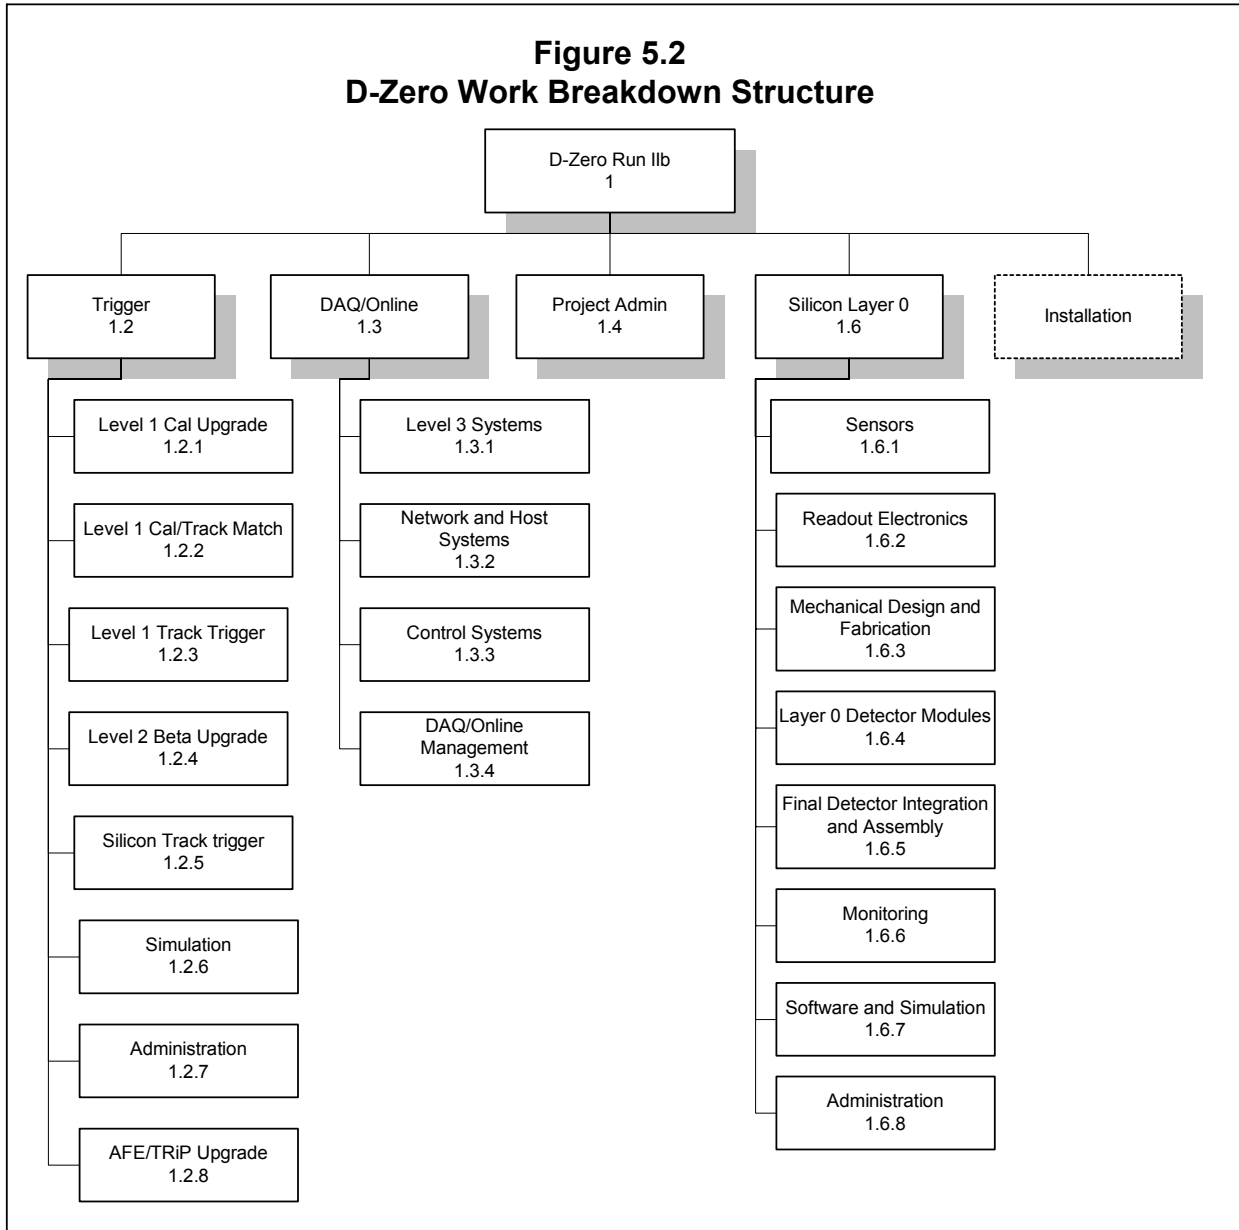 Figure 5.2
D-Zero Work Breakdown Structure
D-Zero Run IIb
1
Trigger
1.2
DAQ/Online
1.3
Project Admin
1.4
Silicon Layer 0
1.6
Installation
Level 1 Cal Upgrade
1.2.1
Level 1 Cal/Track Match
1.2.2
Level 1 Track Trigger
1.2.3
Level 2 Beta Upgrade
1.2.4
Silicon Track trigger
1.2.5
Simulation
1.2.6
Administration
1.2.7
AFE/TRiP Upgrade
1.2.8
Level 3 Systems
1.3.1
Network and Host
Systems
1.3.2
Control Systems
1.3.3
DAQ/Online
Management
1.3.4
Sensors
1.6.1
Readout Electronics
1.6.2
Mechanical Design and
Fabrication
1.6.3
Layer 0 Detector Modules
1.6.4
Final Detector Integration
and Assembly
1.6.5
Monitoring
1.6.6
Software and Simulation
1.6.7
Administration
1.6.8